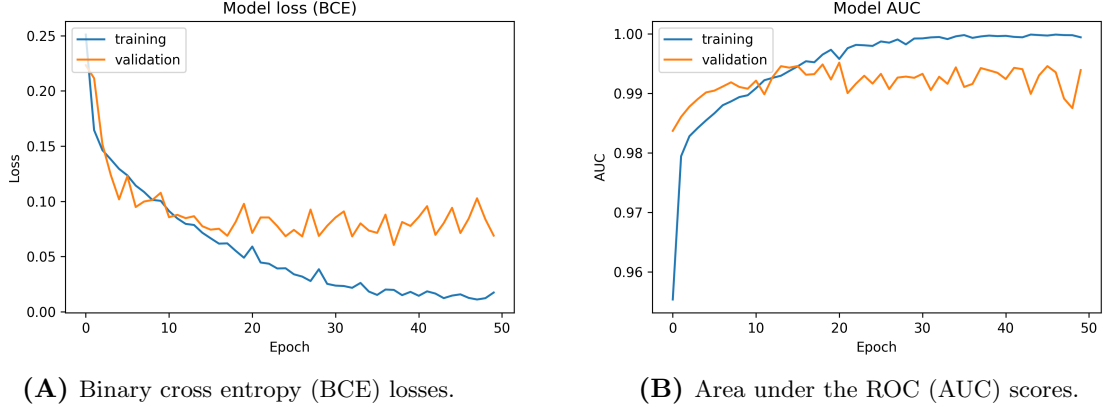 Model loss (BCE)
0.25
0.20
0.15
0.10
0.05
0.00
Loss
training
validation
0 10 20 30 40 50
Epoch
(A) Binary cross entropy (BCE) losses.
Model AUC
1.00
0.99
0.98
0.97
0.96
AUC
training
validation
0 10 20 30 40 50
Epoch
(B) Area under the ROC (AUC) scores.